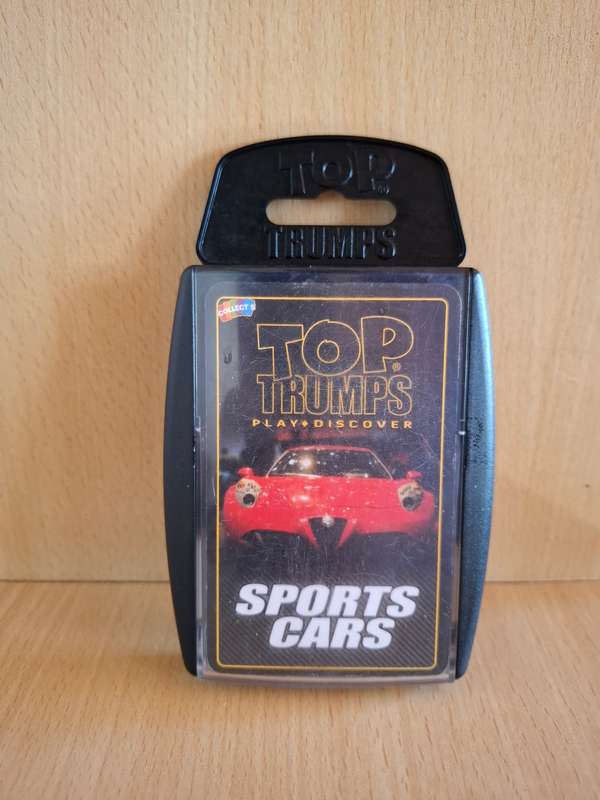 TOP
TRUMPS
COLLECT
TOP
TRUMPS
PLAY♦DISCOVER
SPORTS
CARS